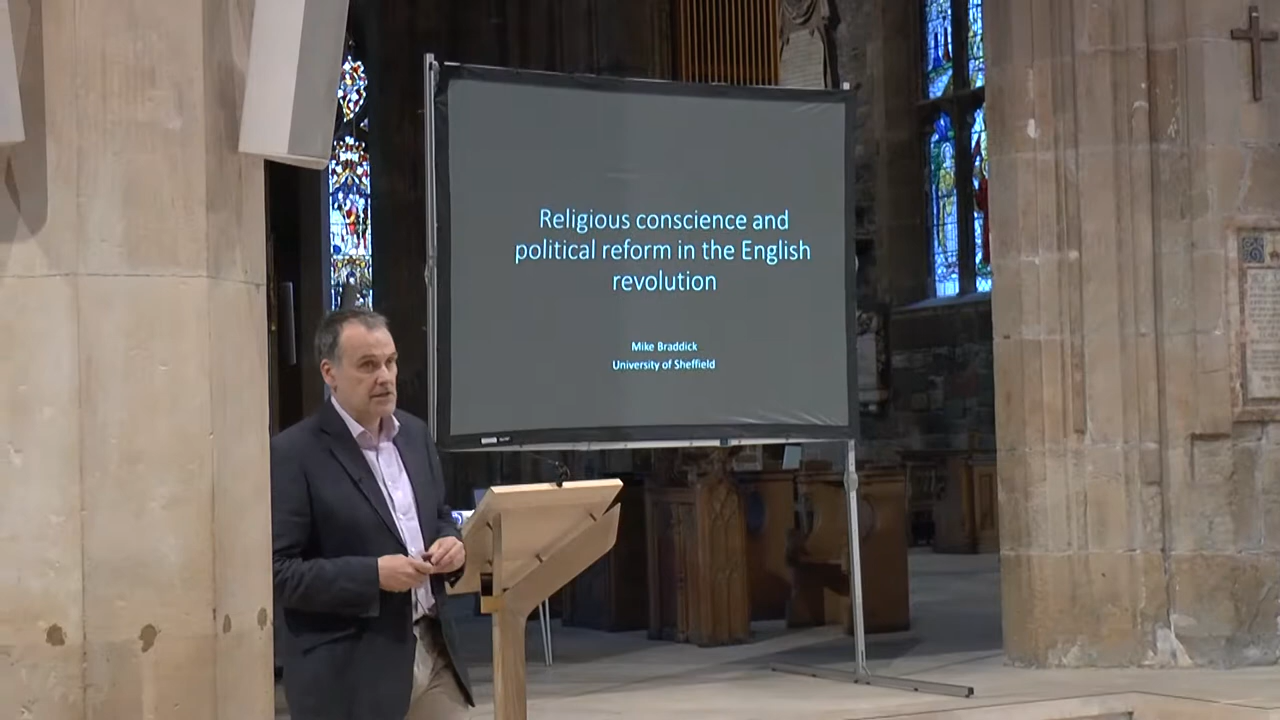 Religious conscience and
political reform in the English
revolution
Mike Braddick
University of Sheffield